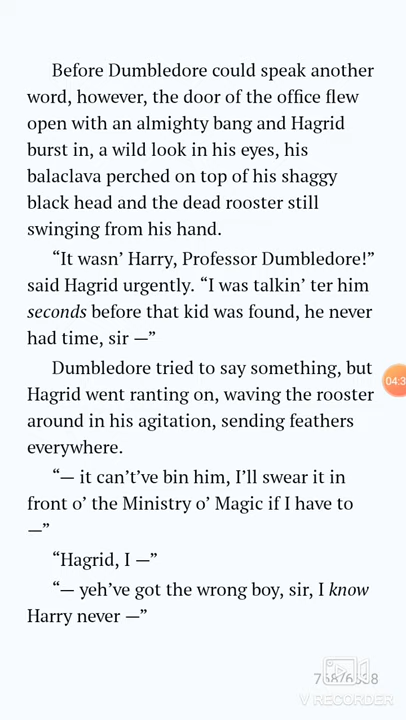 Before Dumbledore could speak another
word, however, the door of the office flew
open with an almighty bang and Hagrid
burst in, a wild look in his eyes, his
balaclava perched on top of his shaggy
black head and the dead rooster still
swinging from his hand.
“It wasn’ Harry, Professor Dumbledore!”
said Hagrid urgently. “I was talkin’ ter him
seconds before that kid was found, he never
had time, sir —”
Dumbledore tried to say something, but
Hagrid went ranting on, waving the rooster
around in his agitation, sending feathers
everywhere.
“— it can’t’ve bin him, I’ll swear it in
front o’ the Ministry o’ Magic if I have to
—”
“Hagrid, I —”
“— yeh’ve got the wrong boy, sir, I know
Harry never —”
V RECORDER